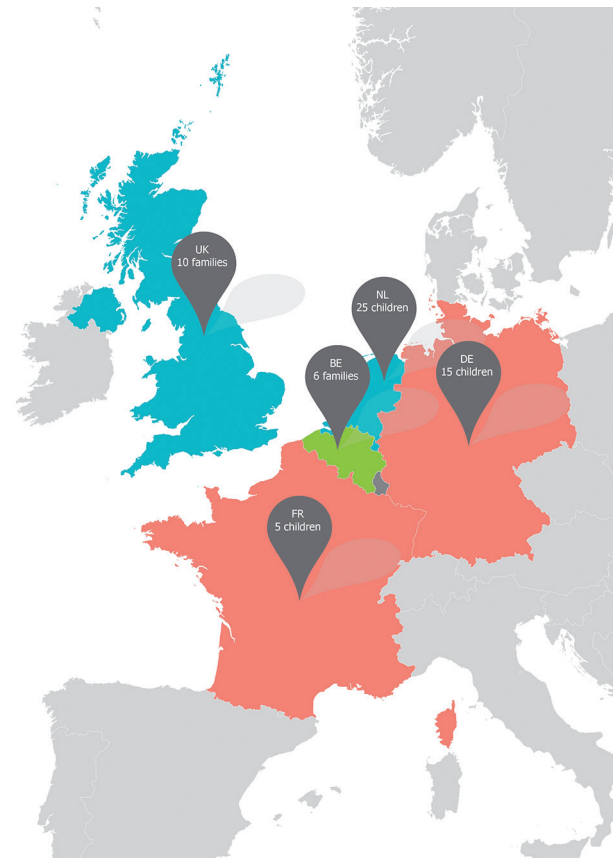 UK
10 families
NL
25 children
BE
6 families
DE
15 children
FR
5 children